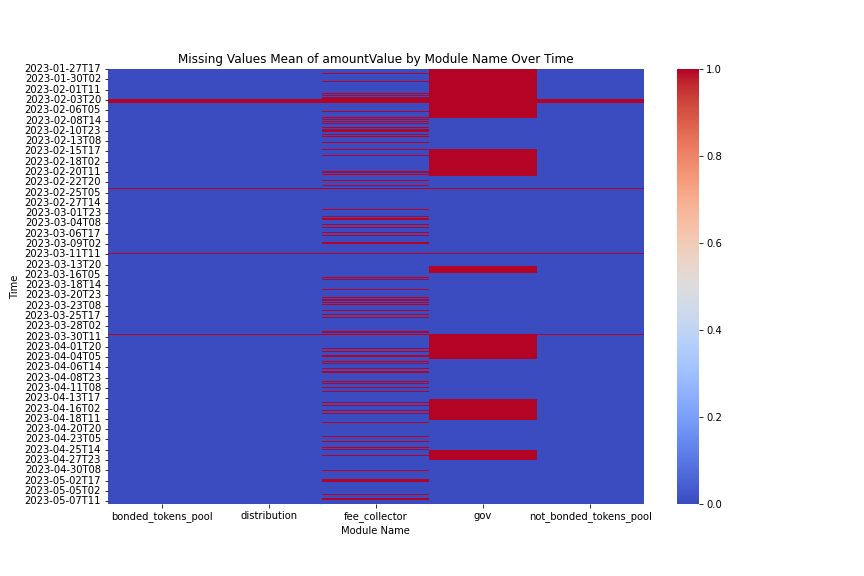 Missing Values Mean of amountValue by Module Name Over Time
2023-01-27T17
2023-01-30T02
2023-02-01T11
2023-02-03T20
2023-02-06T05
2023-02-08T14
2023-02-10T23
2023-02-13T08
2023-02-15T17
2023-02-18T02
2023-02-20T11
2023-02-22T20
2023-02-25T05
2023-02-27T14
2023-03-01T23
2023-03-04T08
2023-03-06T17
2023-03-09T02
2023-03-11T11
2023-03-13T20
2023-03-16T05
2023-03-18T14
2023-03-20T23
2023-03-23T08
2023-03-25T17
2023-03-28T02
2023-03-30T11
2023-04-01T20
2023-04-04T05
2023-04-06T14
2023-04-08T23
2023-04-11T08
2023-04-13T17
2023-04-16T02
2023-04-18T11
2023-04-20T20
2023-04-23T05
2023-04-25T14
2023-04-27T23
2023-04-30T08
2023-05-02T17
2023-05-05T02
2023-05-07T11
Time
bonded_tokens_pool distribution fee_collector gov not_bonded_tokens_pool
Module Name
1.0
0.8
0.6
0.4
0.2
0.0